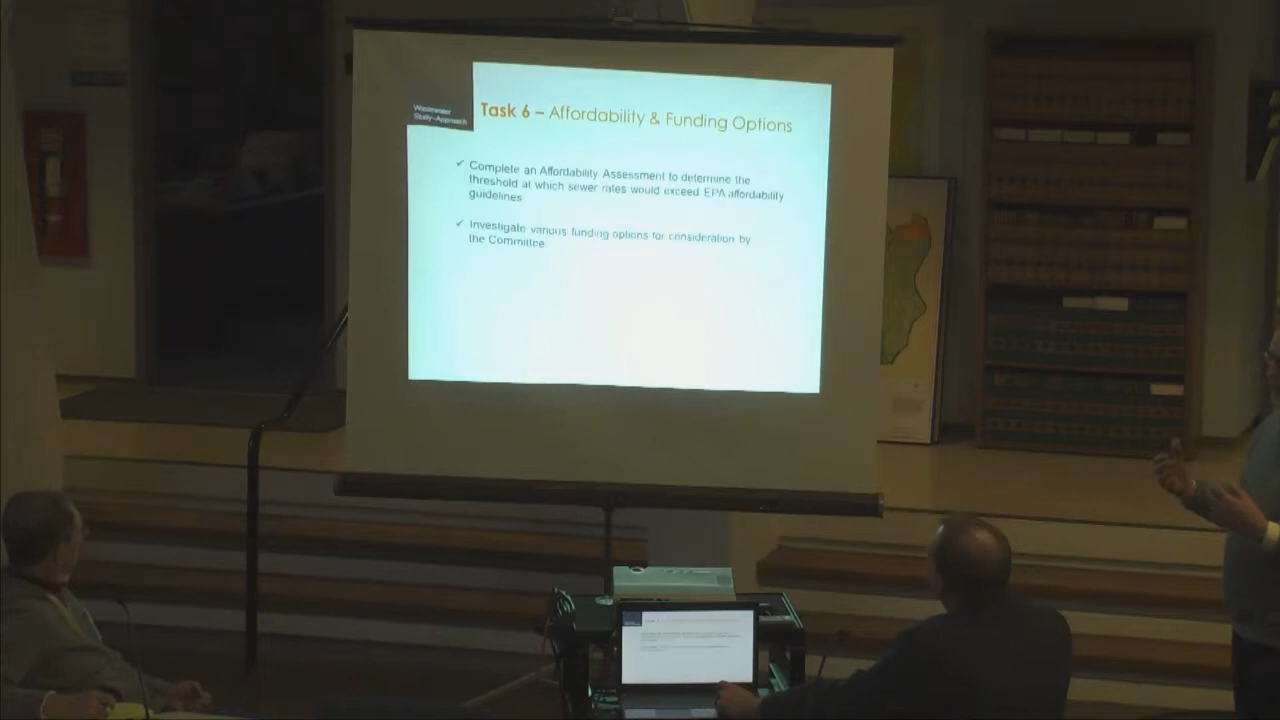 Wastewater
Study-Approach
Task 6 – Affordability & Funding Options
✓ Complete an Affordability Assessment to determine the
threshold at which sewer rates would exceed EPA affordability
guidelines
✓ Investigate various funding options for consideration by
the Committee